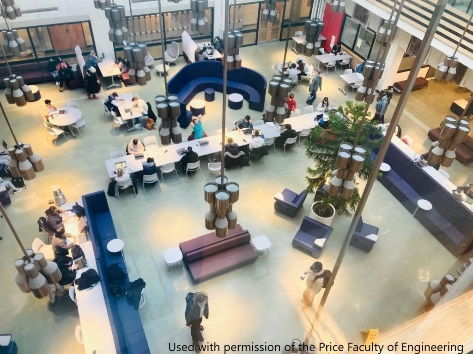 Used with permission of the Price Faculty of Engineering